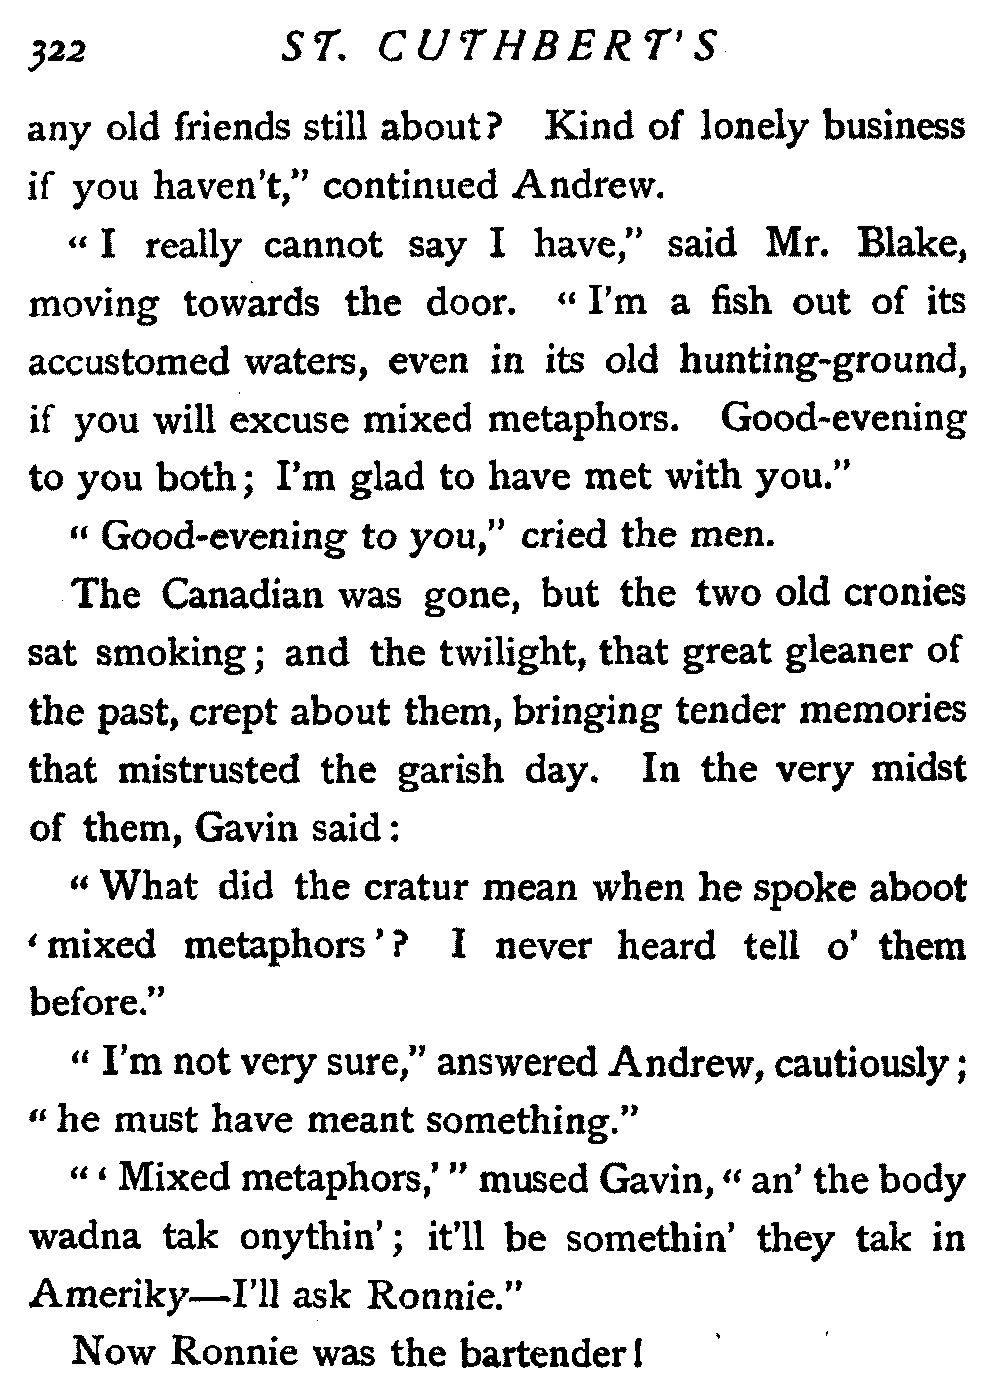 322 ST. CUTHBERT'S
any old friends still about? Kind of lonely business
if you haven't,” continued Andrew.
“ I really cannot say I have,” said Mr. Blake,
moving towards the door. “ I'm a fish out of its
accustomed waters, even in its old hunting-ground,
if you will excuse mixed metaphors. Good-evening
to you both; I'm glad to have met with you.”
“ Good-evening to you,” cried the men.
The Canadian was gone, but the two old cronies
sat smoking; and the twilight, that great gleaner of
the past, crept about them, bringing tender memories
that mistrusted the garish day. In the very midst
of them, Gavin said:
“ What did the cratur mean when he spoke aboot
‘ mixed metaphors ’? I never heard tell o' them
before.”
“ I'm not very sure,” answered Andrew, cautiously;
“ he must have meant something.”
“ ‘ Mixed metaphors,’ ” mused Gavin, “ an' the body
wadna tak onythin'; it'll be somethin' they tak in
Ameriky—I'll ask Ronnie.”
Now Ronnie was the bartender!